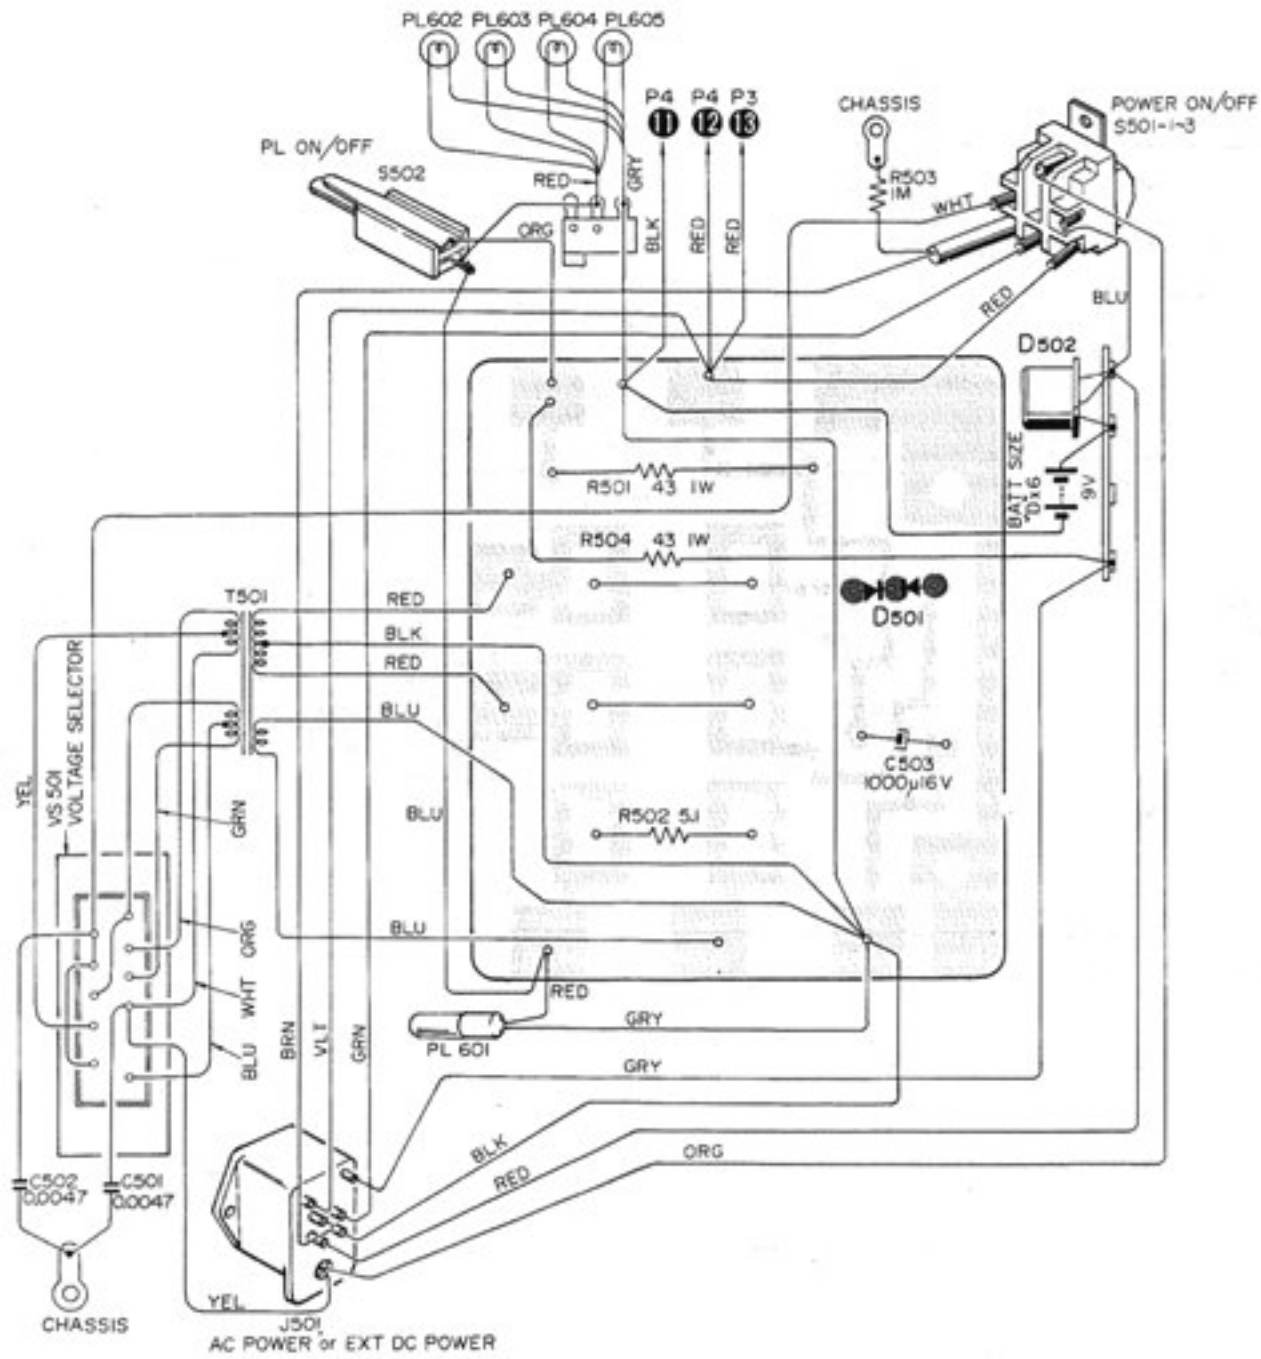 PL602 PL603 PL604 PL605
P4 P4 P3
11 12 13
CHASSIS
POWER ON/OFF
S501-1~3
PL ON/OFF
S502
RED
GRY
R503
1M
WHT
ORG
BLK
RED
RED
RED
BLU
D502
BATT SIZE
"D"x6
9V
R501 43 1W
R504 43 1W
D501
T501
RED
BLK
RED
BLU
YEL
VS501
VOLTAGE SELECTOR
GRN
BLU
C503
1000μ16V
R502 5.1
BLU
ORG
WHT
BLU
BRN
VLT
GRN
RED
GRY
PL 601
GRY
BLK
RED
ORG
C502
0.0047
C501
0.0047
CHASSIS
YEL
J501
AC POWER or EXT DC POWER